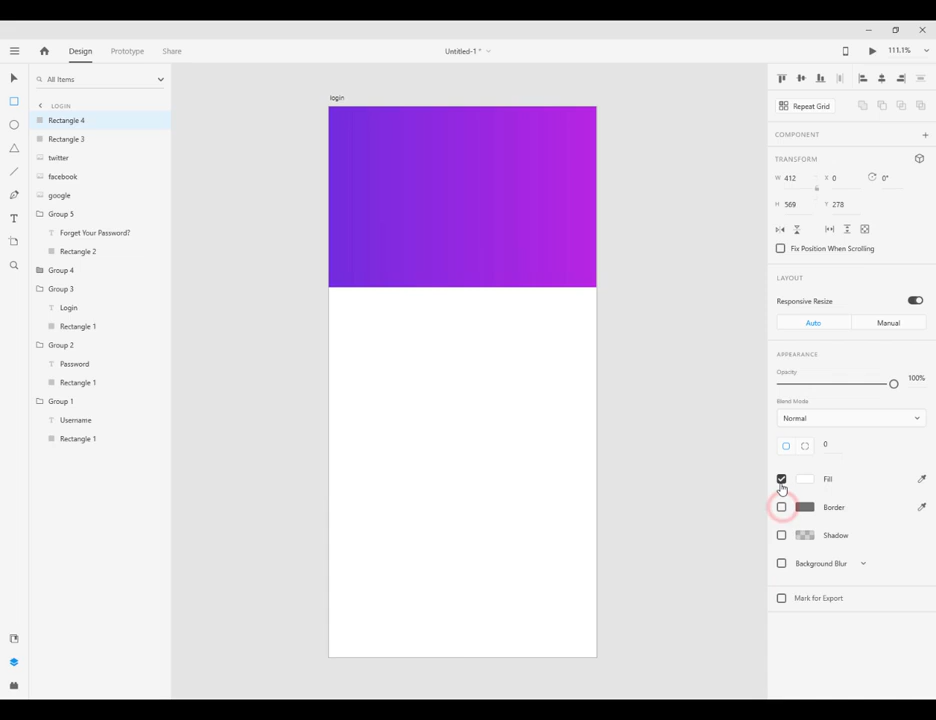 Design
Prototype
Share
Untitled-1 *
111.1%
All Items
LOGIN
Rectangle 4
Rectangle 3
twitter
facebook
google
Group 5
Forget Your Password?
Rectangle 2
Group 4
Group 3
Login
Rectangle 1
Group 2
Password
Rectangle 1
Group 1
Username
Rectangle 1
login
Repeat Grid
COMPONENT
TRANSFORM
W 412 X 0 0°
H 569 Y 278
Fix Position When Scrolling
LAYOUT
Responsive Resize
Auto Manual
APPEARANCE
Opacity
100%
Blend Mode
Normal
0
Fill
Border
Shadow
Background Blur
Mark for Export